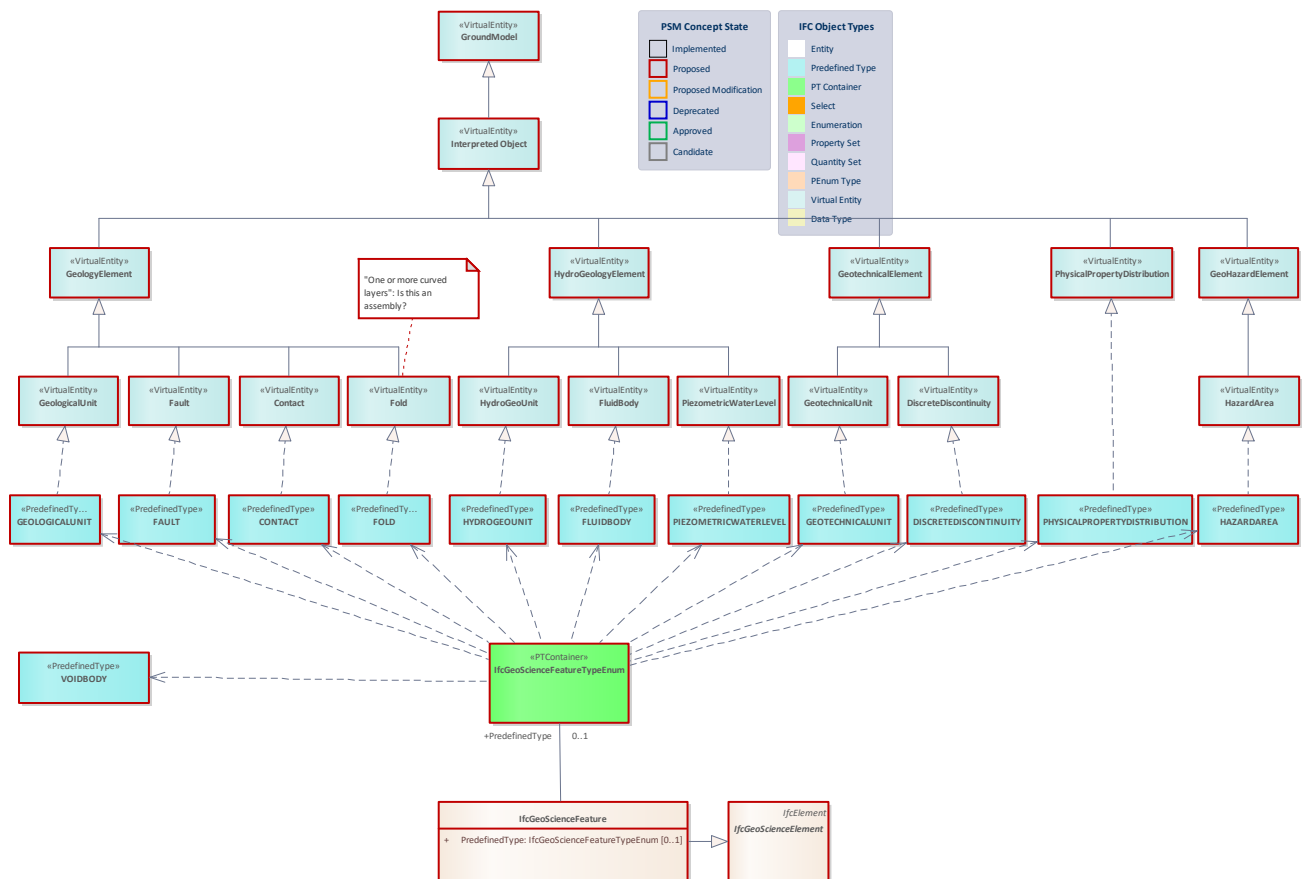 «VirtualEntity»
GroundModel
PSM Concept State
Implemented
Proposed
Proposed Modification
Deprecated
Approved
Candidate
IFC Object Types
Entity
Predefined Type
PT Container
Select
Enumeration
Property Set
Quantity Set
PEnum Type
Virtual Entity
Data Type
«VirtualEntity»
Interpreted Object
«VirtualEntity»
GeologyElement
"One or more curved
layers": Is this an
assembly?
«VirtualEntity»
HydroGeologyElement
«VirtualEntity»
GeotechnicalElement
«VirtualEntity»
PhysicalPropertyDistribution
«VirtualEntity»
GeoHazardElement
«VirtualEntity»
GeologicalUnit
«VirtualEntity»
Fault
«VirtualEntity»
Contact
«VirtualEntity»
Fold
«VirtualEntity»
HydroGeoUnit
«VirtualEntity»
FluidBody
«VirtualEntity»
PiezometricWaterLevel
«VirtualEntity»
GeotechnicalUnit
«VirtualEntity»
DiscreteDiscontinuity
«VirtualEntity»
HazardArea
«PredefinedTy...
GEOLOGICALUNIT
«PredefinedType»
FAULT
«PredefinedType»
CONTACT
«PredefinedTy...
FOLD
«PredefinedType»
HYDROGEOUNIT
«PredefinedType»
FLUIDBODY
«PredefinedType»
PIEZOMETRICWATERLEVEL
«PredefinedType»
GEOTECHNICALUNIT
«PredefinedType»
DISCRETEDISCONTINUITY
«PredefinedType»
PHYSICALPROPERTYDISTRIBUTION
«PredefinedType»
HAZARDAREA
«PredefinedType»
VOIDBODY
«PTContainer»
IfcGeoScienceFeatureTypeEnum
+PredefinedType 0..1
IfcGeoScienceFeature
+ PredefinedType: IfcGeoScienceFeatureTypeEnum [0..1]
IfcElement
IfcGeoScienceElement